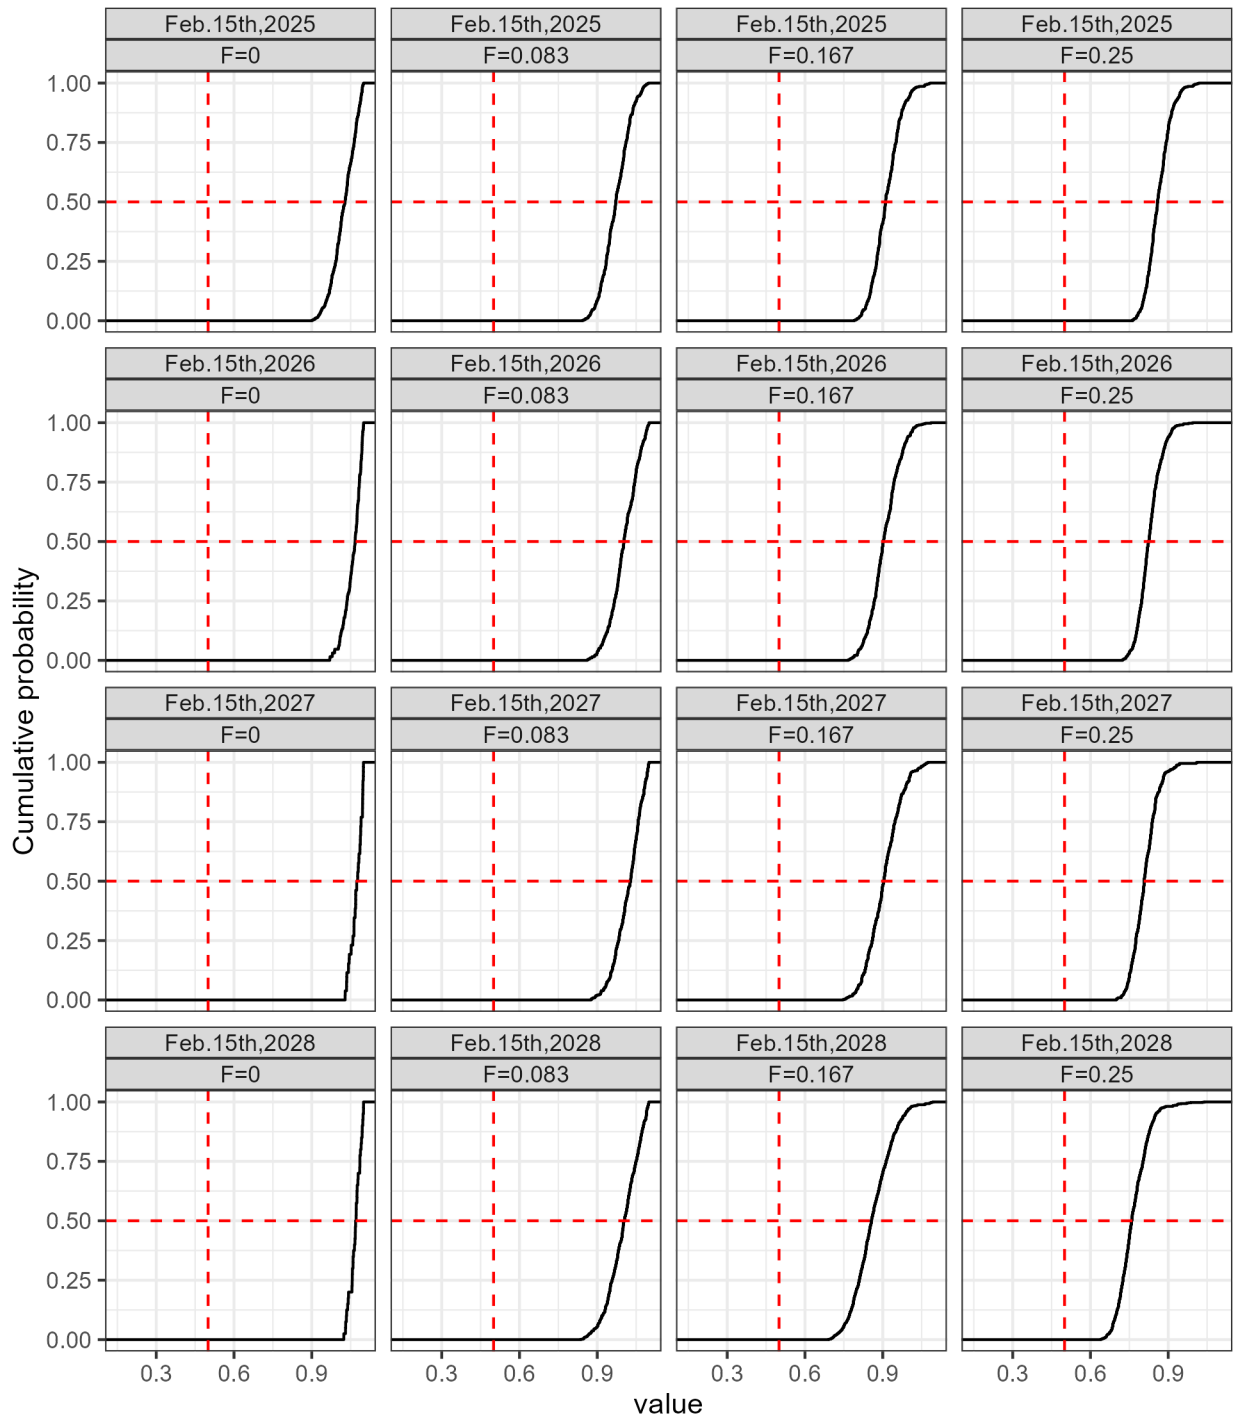 Feb.15th,2025 Feb.15th,2025 Feb.15th,2025 Feb.15th,2025
F=0 F=0.083 F=0.167 F=0.25
1.00
0.75
0.50
0.25
0.00
Feb.15th,2026 Feb.15th,2026 Feb.15th,2026 Feb.15th,2026
F=0 F=0.083 F=0.167 F=0.25
1.00
0.75
0.50
0.25
0.00
Cumulative probability
Feb.15th,2027 Feb.15th,2027 Feb.15th,2027 Feb.15th,2027
F=0 F=0.083 F=0.167 F=0.25
1.00
0.75
0.50
0.25
0.00
Feb.15th,2028 Feb.15th,2028 Feb.15th,2028 Feb.15th,2028
F=0 F=0.083 F=0.167 F=0.25
1.00
0.75
0.50
0.25
0.00
0.3 0.6 0.9 0.3 0.6 0.9 0.3 0.6 0.9 0.3 0.6 0.9
value